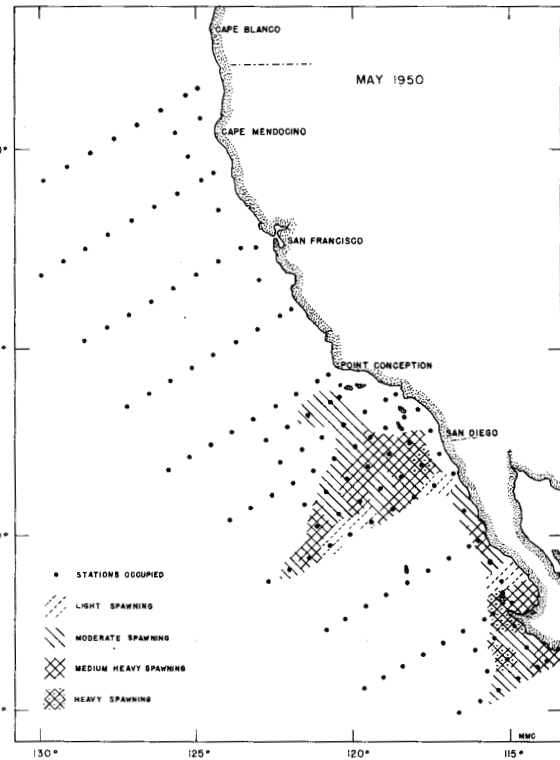 CAPE BLANCO
MAY 1950
CAPE MENDOCINO
SAN FRANCISCO
POINT CONCEPTION
SAN DIEGO
STATIONS OCCUPIED
LIGHT SPAWNING
MODERATE SPAWNING
MEDIUM HEAVY SPAWNING
HEAVY SPAWNING
MMC
130° 125° 120° 115°